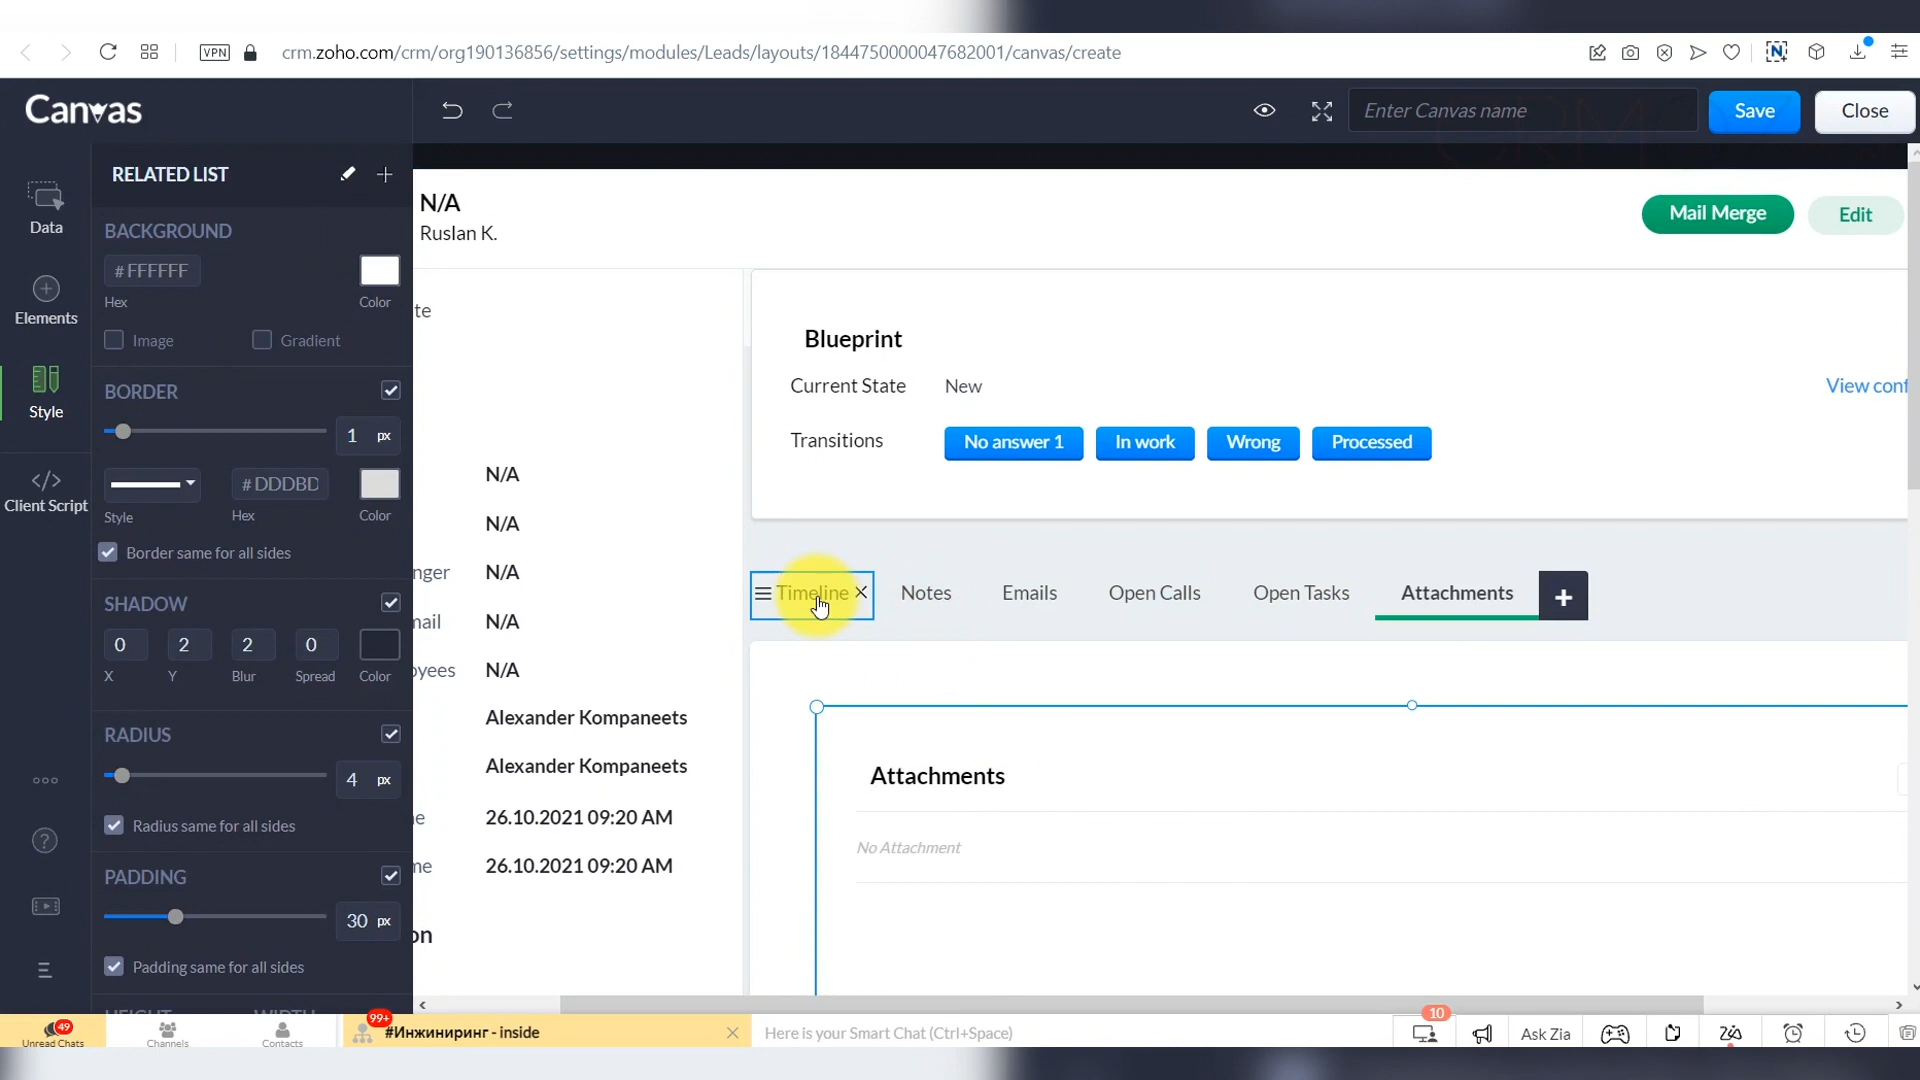 VPN
crm.zoho.com/crm/org190136856/settings/modules/Leads/layouts/1844750000047682001/canvas/create
Canvas
Enter Canvas name
Save
Close
Data
Elements
Style
Client Script
RELATED LIST
BACKGROUND
# FFFFFF
Hex
Color
Image
Gradient
BORDER
1 px
# DDDBD
Style
Hex
Color
Border same for all sides
SHADOW
0
2
2
0
X
Y
Blur
Spread
Color
RADIUS
4 px
Radius same for all sides
PADDING
30 px
Padding same for all sides
N/A
Ruslan K.
Mail Merge
Edit
te
N/A
N/A
nger N/A
mail N/A
oyees N/A
Alexander Kompaneets
Alexander Kompaneets
ne 26.10.2021 09:20 AM
me 26.10.2021 09:20 AM
on
Blueprint
Current State New
View conf
Transitions No answer 1 In work Wrong Processed
Timeline Notes Emails Open Calls Open Tasks Attachments
Attachments
No Attachment
49
Unread Chats
Channels
Contacts
99+
#Инжиниринг - inside
Here is your Smart Chat (Ctrl+Space)
10
Ask Zia